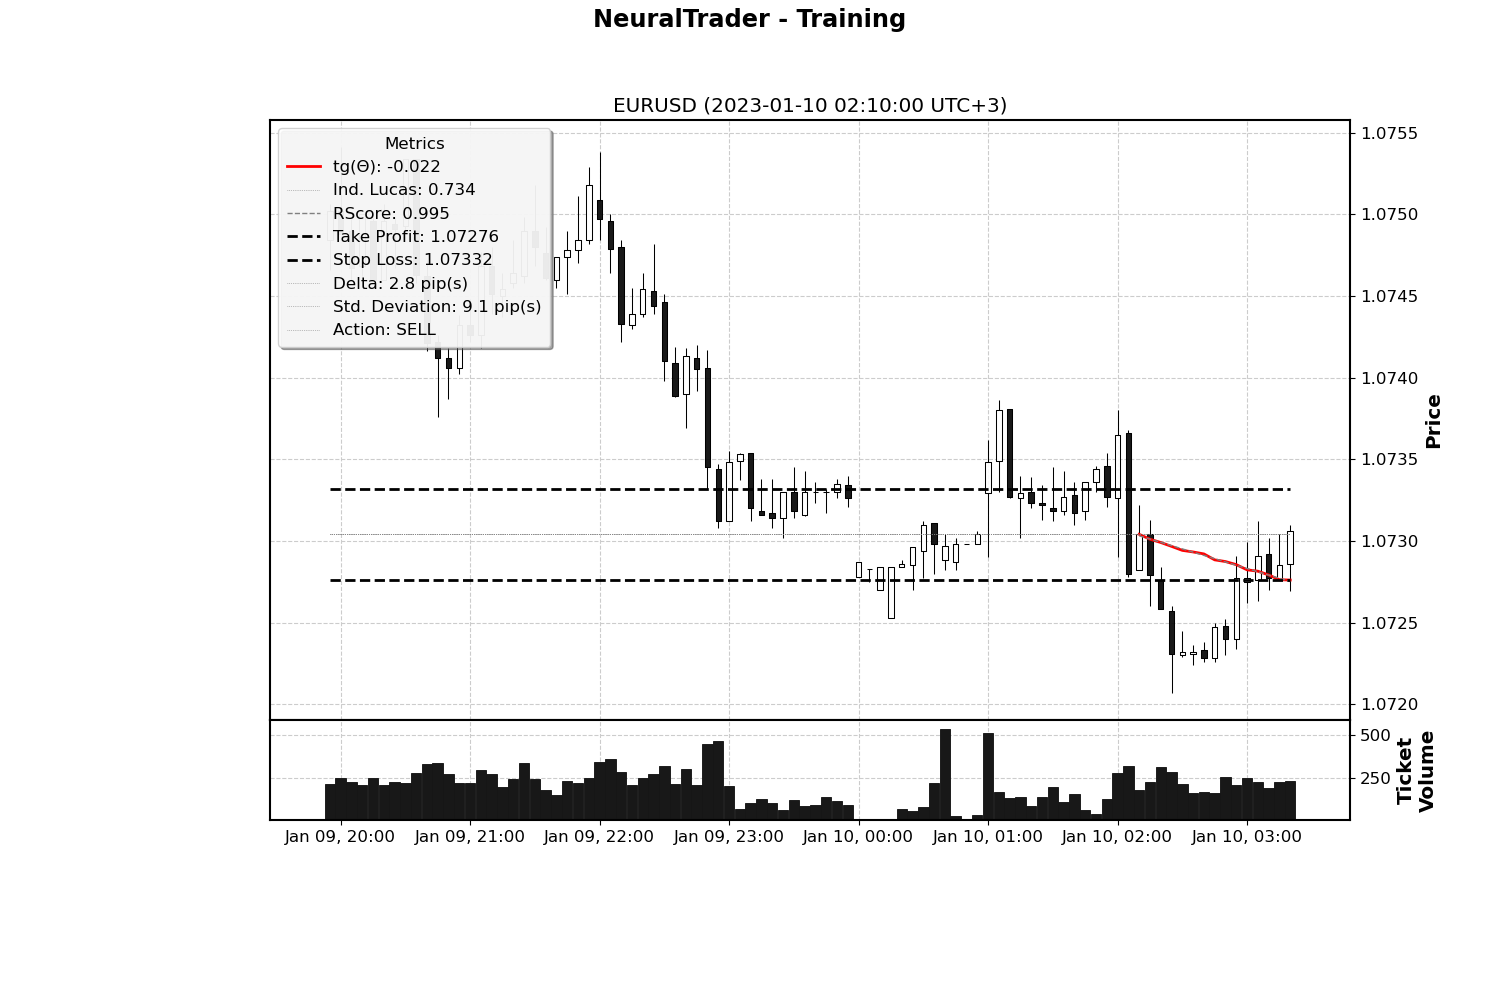 NeuralTrader - Training
EURUSD (2023-01-10 02:10:00 UTC+3)
Metrics
tg(Θ): -0.022
Ind. Lucas: 0.734
RScore: 0.995
Take Profit: 1.07276
Stop Loss: 1.07332
Delta: 2.8 pip(s)
Std. Deviation: 9.1 pip(s)
Action: SELL
1.0755
1.0750
1.0745
1.0740
1.0735
1.0730
1.0725
1.0720
Price
500
250
Ticket
Volume
Jan 09, 20:00
Jan 09, 21:00
Jan 09, 22:00
Jan 09, 23:00
Jan 10, 00:00
Jan 10, 01:00
Jan 10, 02:00
Jan 10, 03:00